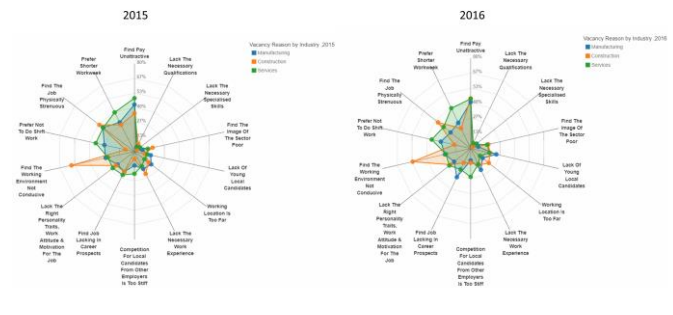 2015
2016
Vacancy Reason by Industry 2015
Manufacturing
Construction
Services
Find Pay
Unattractive
Lack The
Necessary
Qualifications
Lack The
Necessary
Specialised
Skills
Find The
Image Of
The Sector
Poor
Lack Of
Young
Local
Candidates
Working
Location Is
Too Far
Lack The
Necessary
Work
Experience
Competition
For Local
Candidates
From Other
Employers
Is Too Stiff
Find Job
Lacking In
Career
Prospects
Lack The
Right
Personality
Traits,
Work
Attitude &
Motivation
For The
Job
Find The
Working
Environment
Not
Conducive
Prefer Not
To Do Shift
Work
Find The
Job
Physically
Strenuous
Prefer
Shorter
Workweek
Vacancy Reason by Industry 2016
Manufacturing
Construction
Services
Find Pay
Unattractive
Lack The
Necessary
Qualifications
Lack The
Necessary
Specialised
Skills
Find The
Image Of
The Sector
Poor
Lack Of
Young
Local
Candidates
Working
Location Is
Too Far
Lack The
Necessary
Work
Experience
Competition
For Local
Candidates
From Other
Employers
Is Too Stiff
Find Job
Lacking In
Career
Prospects
Lack The
Right
Personality
Traits,
Work
Attitude &
Motivation
For The
Job
Find The
Working
Environment
Not
Conducive
Prefer Not
To Do Shift
Work
Find The
Job
Physically
Strenuous
Prefer
Shorter
Workweek